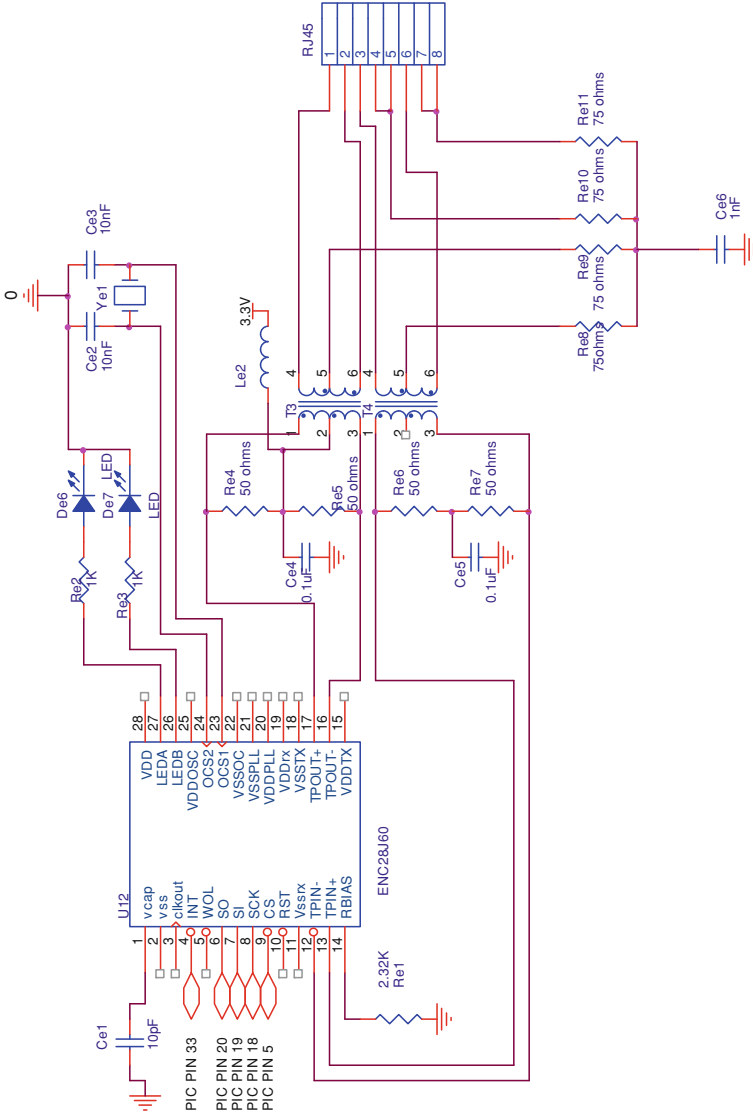 RJ45
1
2
3
4
5
6
7
8
Re11
75 ohms
Re10
75 ohms
Re9
75 ohms
Re8
75ohms
Ce6
1nF
0
Ce3
10nF
Ye1
Ce2
10nF
3.3V
Le2
T3
1
2
3
4
5
6
T4
1
2
3
4
5
6
De6
LED
De7
LED
Re2
1K
Re3
1K
Re4
50 ohms
Re5
50 ohms
Re6
50 ohms
Re7
50 ohms
Ce4
0.1uF
Ce5
0.1uF
U12
ENC28J60
28
VDD
27
LEDA
26
LEDB
25
VDDOSC
24
OCS2
23
OCS1
22
VSSOC
21
VSSPLL
20
VDDPLL
19
VDDrx
18
VSSTX
17
TPOUT+
16
TPOUT-
15
VDDTX
1
vcap
2
vss
3
clkout
4
INT
5
WOL
6
SO
7
SI
8
SCK
9
CS
10
RST
11
Vssrx
12
TPIN-
13
TPIN+
14
RBIAS
Ce1
10pF
PIC PIN 33
PIC PIN 20
PIC PIN 19
PIC PIN 18
PIC PIN 5
2.32K
Re1